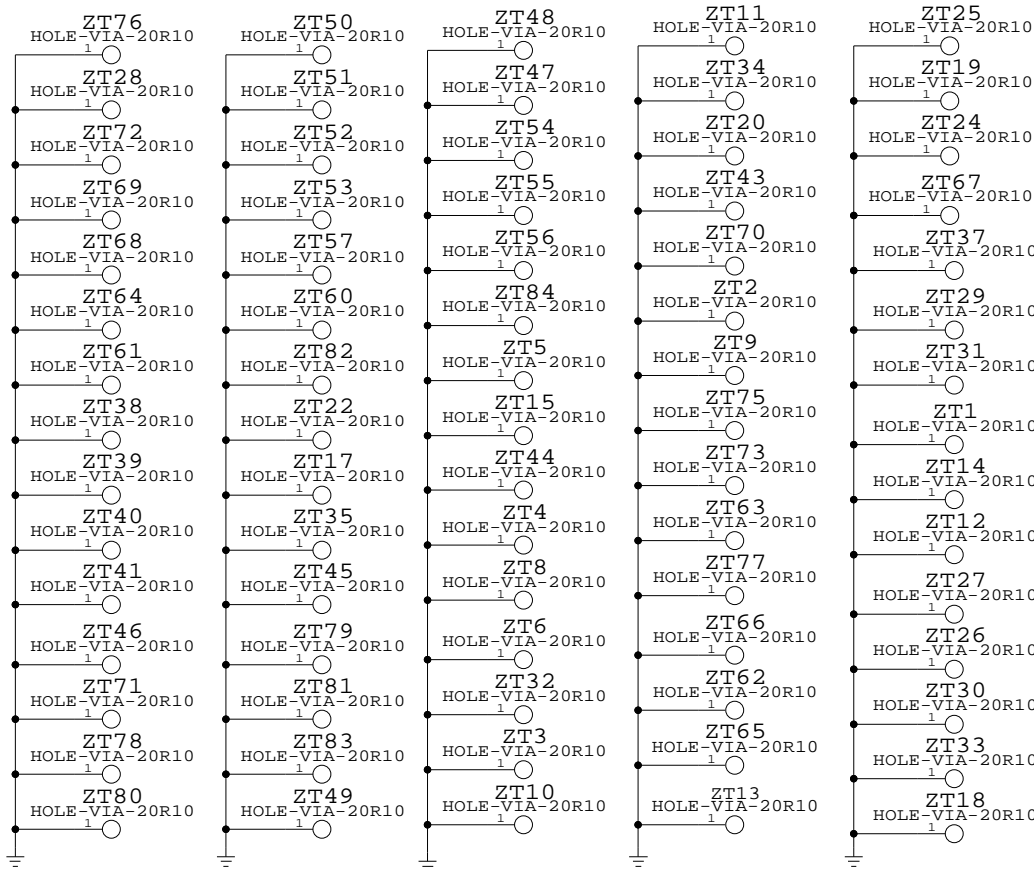 ZT76
HOLE-VIA-20R10
1
ZT28
HOLE-VIA-20R10
1
ZT72
HOLE-VIA-20R10
1
ZT69
HOLE-VIA-20R10
1
ZT68
HOLE-VIA-20R10
1
ZT64
HOLE-VIA-20R10
1
ZT61
HOLE-VIA-20R10
1
ZT38
HOLE-VIA-20R10
1
ZT39
HOLE-VIA-20R10
1
ZT40
HOLE-VIA-20R10
1
ZT41
HOLE-VIA-20R10
1
ZT46
HOLE-VIA-20R10
1
ZT71
HOLE-VIA-20R10
1
ZT78
HOLE-VIA-20R10
1
ZT80
HOLE-VIA-20R10
1
ZT50
HOLE-VIA-20R10
1
ZT51
HOLE-VIA-20R10
1
ZT52
HOLE-VIA-20R10
1
ZT53
HOLE-VIA-20R10
1
ZT57
HOLE-VIA-20R10
1
ZT60
HOLE-VIA-20R10
1
ZT82
HOLE-VIA-20R10
1
ZT22
HOLE-VIA-20R10
1
ZT17
HOLE-VIA-20R10
1
ZT35
HOLE-VIA-20R10
1
ZT45
HOLE-VIA-20R10
1
ZT79
HOLE-VIA-20R10
1
ZT81
HOLE-VIA-20R10
1
ZT83
HOLE-VIA-20R10
1
ZT49
HOLE-VIA-20R10
1
ZT48
HOLE-VIA-20R10
1
ZT47
HOLE-VIA-20R10
1
ZT54
HOLE-VIA-20R10
1
ZT55
HOLE-VIA-20R10
1
ZT56
HOLE-VIA-20R10
1
ZT84
HOLE-VIA-20R10
1
ZT5
HOLE-VIA-20R10
1
ZT15
HOLE-VIA-20R10
1
ZT44
HOLE-VIA-20R10
1
ZT4
HOLE-VIA-20R10
1
ZT8
HOLE-VIA-20R10
1
ZT6
HOLE-VIA-20R10
1
ZT32
HOLE-VIA-20R10
1
ZT3
HOLE-VIA-20R10
1
ZT10
HOLE-VIA-20R10
1
ZT11
HOLE-VIA-20R10
1
ZT34
HOLE-VIA-20R10
1
ZT20
HOLE-VIA-20R10
1
ZT43
HOLE-VIA-20R10
1
ZT70
HOLE-VIA-20R10
1
ZT2
HOLE-VIA-20R10
1
ZT9
HOLE-VIA-20R10
1
ZT75
HOLE-VIA-20R10
1
ZT73
HOLE-VIA-20R10
1
ZT63
HOLE-VIA-20R10
1
ZT77
HOLE-VIA-20R10
1
ZT66
HOLE-VIA-20R10
1
ZT62
HOLE-VIA-20R10
1
ZT65
HOLE-VIA-20R10
1
ZT13
HOLE-VIA-20R10
1
ZT25
HOLE-VIA-20R10
1
ZT19
HOLE-VIA-20R10
1
ZT24
HOLE-VIA-20R10
1
ZT67
HOLE-VIA-20R10
1
ZT37
HOLE-VIA-20R10
1
ZT29
HOLE-VIA-20R10
1
ZT31
HOLE-VIA-20R10
1
ZT1
HOLE-VIA-20R10
1
ZT14
HOLE-VIA-20R10
1
ZT12
HOLE-VIA-20R10
1
ZT27
HOLE-VIA-20R10
1
ZT26
HOLE-VIA-20R10
1
ZT30
HOLE-VIA-20R10
1
ZT33
HOLE-VIA-20R10
1
ZT18
HOLE-VIA-20R10
1